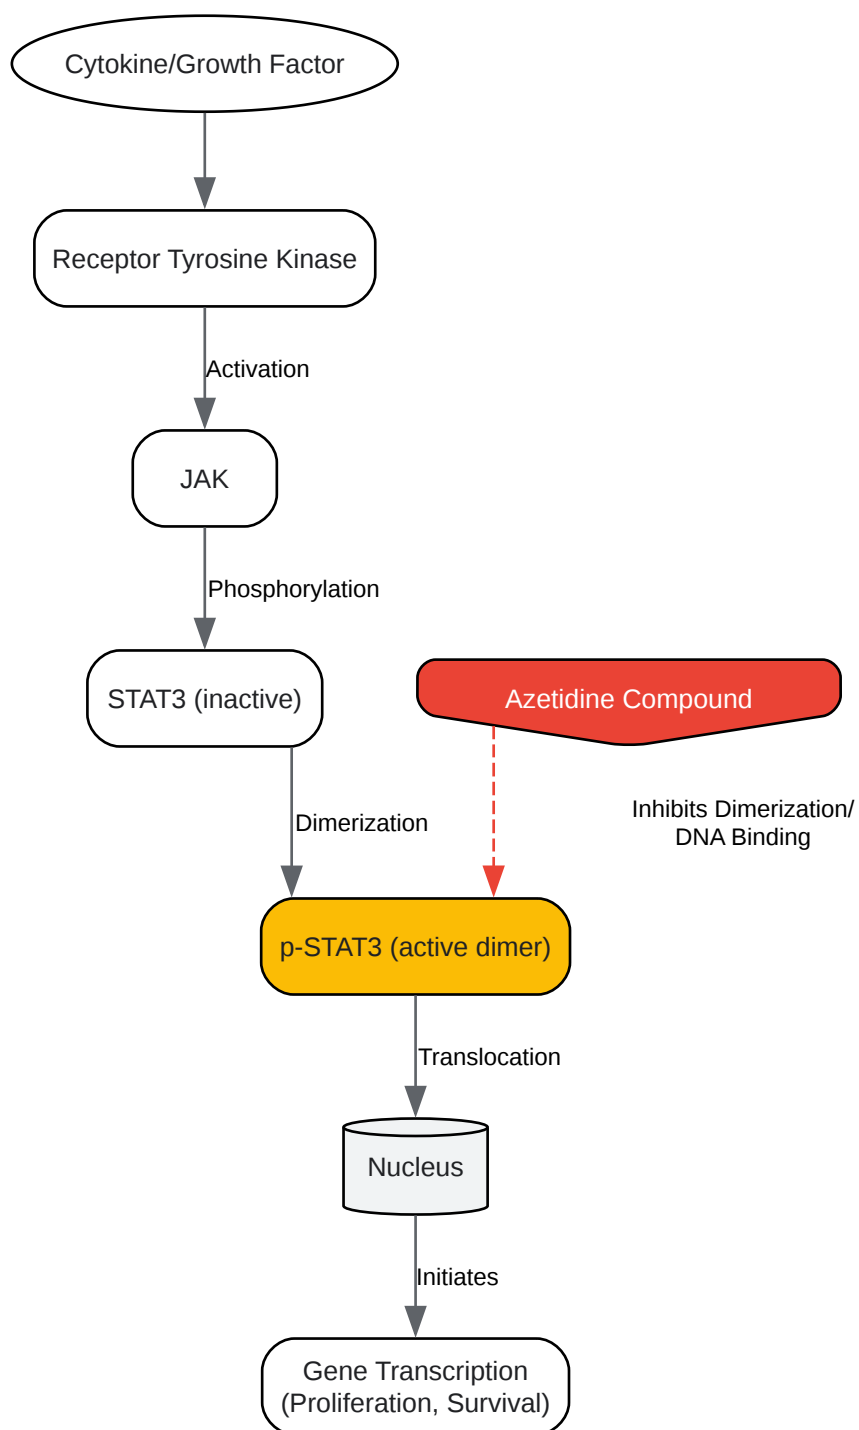 Cytokine/Growth Factor
Receptor Tyrosine Kinase
Activation
JAK
Phosphorylation
STAT3 (inactive)
Azetidine Compound
Dimerization
Inhibits Dimerization/
DNA Binding
p-STAT3 (active dimer)
Translocation
Nucleus
Initiates
Gene Transcription
(Proliferation, Survival)